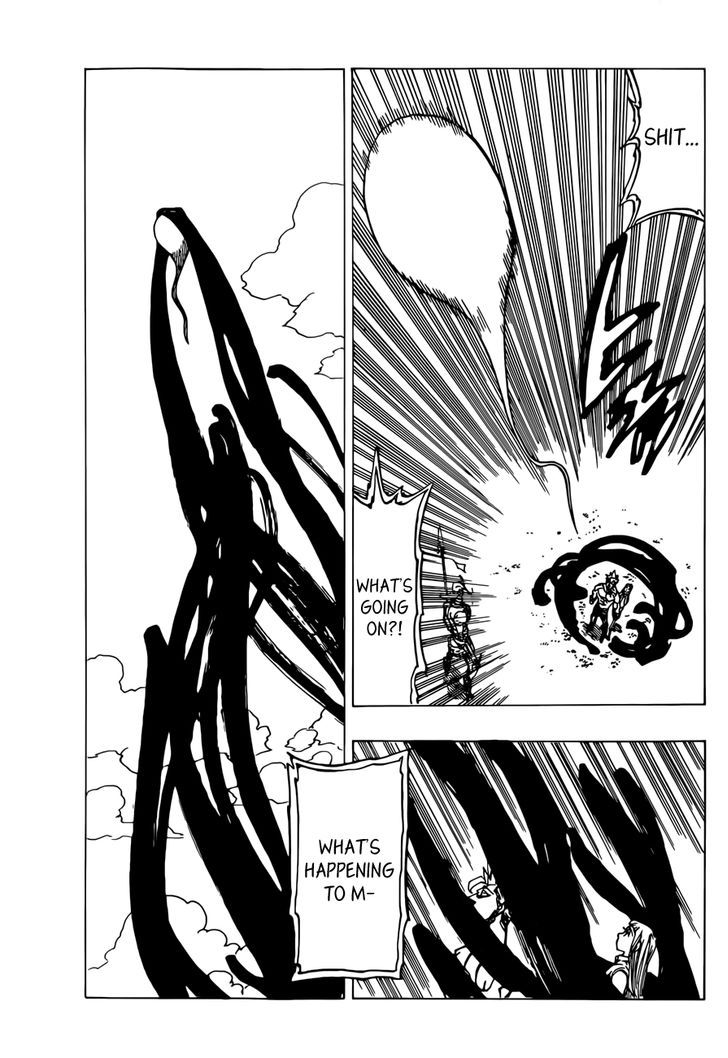 SHIT...
WHAT'S
GOING
ON?!
WHAT'S
HAPPENING
TO M-